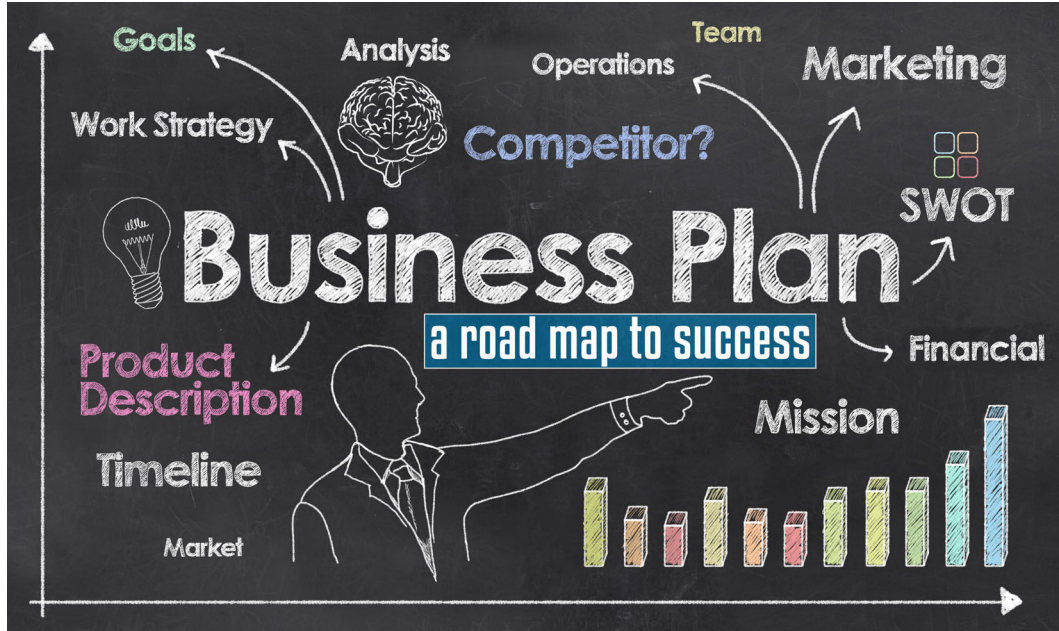 Goals
Analysis
Team
Operations
Marketing
Work Strategy
Competitor?
SWOT
Business Plan
a road map to success
Product
Description
Financial
Mission
Timeline
Market